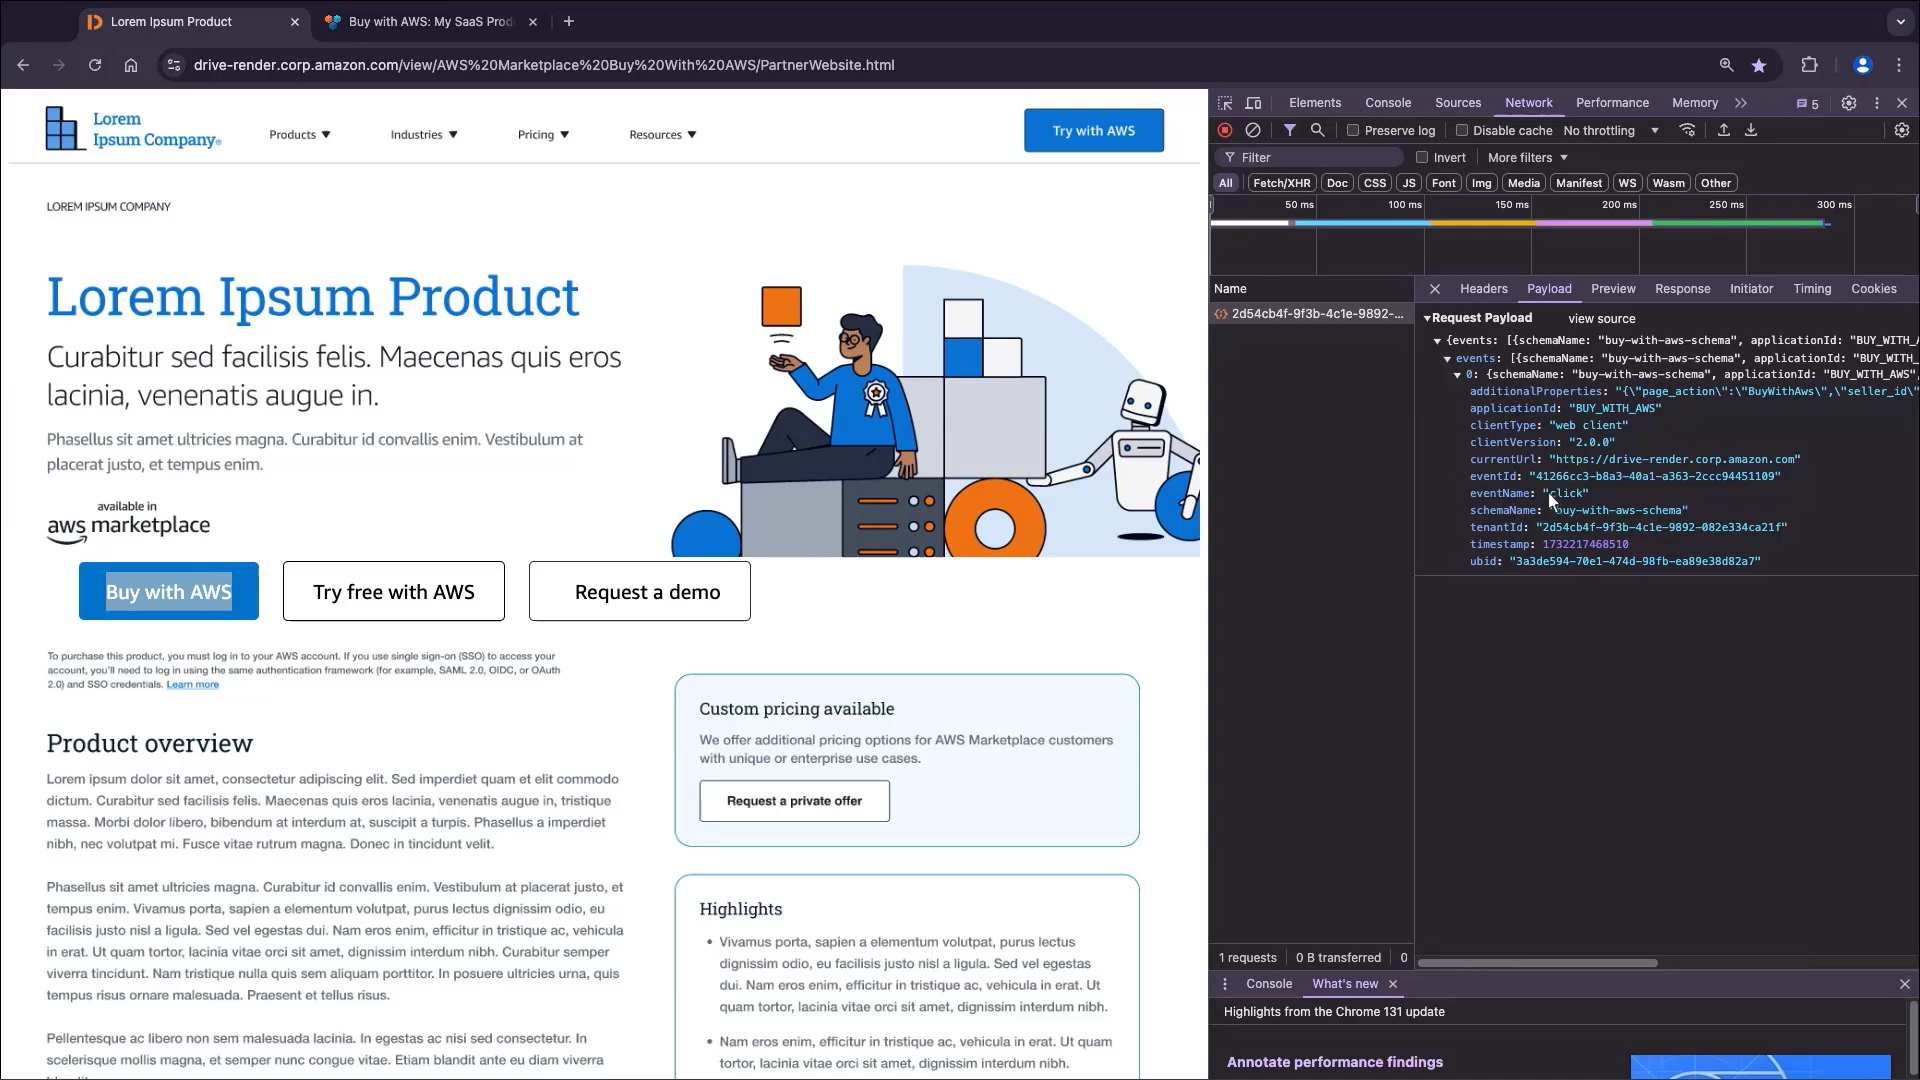 Lorem Ipsum Product
Buy with AWS: My SaaS Prod
drive-render.corp.amazon.com/view/AWS%20Marketplace%20Buy%20With%20AWS/PartnerWebsite.html
Lorem
Ipsum Company®
Products ▼
Industries ▼
Pricing ▼
Resources ▼
Try with AWS
LOREM IPSUM COMPANY
Lorem Ipsum Product
Curabitur sed facilisis felis. Maecenas quis eros
lacinia, venenatis augue in.
Phasellus sit amet ultricies magna. Curabitur id convallis enim. Vestibulum at
placerat justo, et tempus enim.
available in
aws marketplace
Buy with AWS
Try free with AWS
Request a demo
To purchase this product, you must log in to your AWS account. If you use single sign-on (SSO) to access your
account, you'll need to log in using the same authentication framework (for example, SAML 2.0, OIDC, or OAuth
2.0) and SSO credentials. Learn more
Product overview
Lorem ipsum dolor sit amet, consectetur adipiscing elit. Sed imperdiet quam et elit commodo
dictum. Curabitur sed facilisis felis. Maecenas quis eros lacinia, venenatis augue in, tristique
massa. Morbi dolor libero, bibendum at interdum at, suscipit a turpis. Phasellus a imperdiet
nibh, nec volutpat mi. Fusce vitae rutrum magna. Donec in tincidunt velit.
Phasellus sit amet ultricies magna. Curabitur id convallis enim. Vestibulum at placerat justo, et
tempus enim. Vivamus porta, sapien a elementum volutpat, purus lectus dignissim odio, eu
facilisis justo nisl a ligula. Sed vel egestas dui. Nam eros enim, efficitur in tristique ac, vehicula
in erat. Ut quam tortor, lacinia vitae orci sit amet, dignissim interdum nibh. Curabitur semper
viverra tincidunt. Nam tristique nulla quis sem aliquam porttitor. In posuere ultricies urna, quis
tempus risus ornare malesuada. Praesent et tellus risus.
Pellentesque ac libero non sem malesuada lacinia. In egestas ac nisi sed consectetur. In
scelerisque mollis magna, et semper nunc congue vitae. Etiam blandit ante eu diam viverra
Custom pricing available
We offer additional pricing options for AWS Marketplace customers
with unique or enterprise use cases.
Request a private offer
Highlights
• Vivamus porta, sapien a elementum volutpat, purus lectus
dignissim odio, eu facilisis justo nisl a ligula. Sed vel egestas
dui. Nam eros enim, efficitur in tristique ac, vehicula in erat. Ut
quam tortor, lacinia vitae orci sit amet, dignissim interdum nibh.
• Nam eros enim, efficitur in tristique ac, vehicula in erat. Ut quam
tortor, lacinia vitae orci sit amet, dignissim interdum nibh.
Elements
Console
Sources
Network
Performance
Memory
5
Preserve log
Disable cache
No throttling
Filter
Invert
More filters
All
Fetch/XHR
Doc
CSS
JS
Font
Img
Media
Manifest
WS
Wasm
Other
50 ms
100 ms
150 ms
200 ms
250 ms
300 ms
Name
2d54cb4f-9f3b-4c1e-9892-...
Headers
Payload
Preview
Response
Initiator
Timing
Cookies
▼Request Payload
view source
▼ {events: [{schemaName: "buy-with-aws-schema", applicationId: "BUY_WITH_A
▼ events: [{schemaName: "buy-with-aws-schema", applicationId: "BUY_WITH_
▼ 0: {schemaName: "buy-with-aws-schema", applicationId: "BUY_WITH_AWS",
additionalProperties: "{\"page_action\":\"BuyWithAws\",\"seller_id\"
applicationId: "BUY_WITH_AWS"
clientType: "web client"
clientVersion: "2.0.0"
currentUrl: "https://drive-render.corp.amazon.com"
eventId: "41266cc3-b8a3-40a1-a363-2ccc94451109"
eventName: "click"
schemaName: "buy-with-aws-schema"
tenantId: "2d54cb4f-9f3b-4c1e-9892-082e334ca21f"
timestamp: 1732217468510
ubid: "3a3de594-70e1-474d-98fb-ea89e38d82a7"
1 requests
0 B transferred
0
Console
What's new
Highlights from the Chrome 131 update
Annotate performance findings